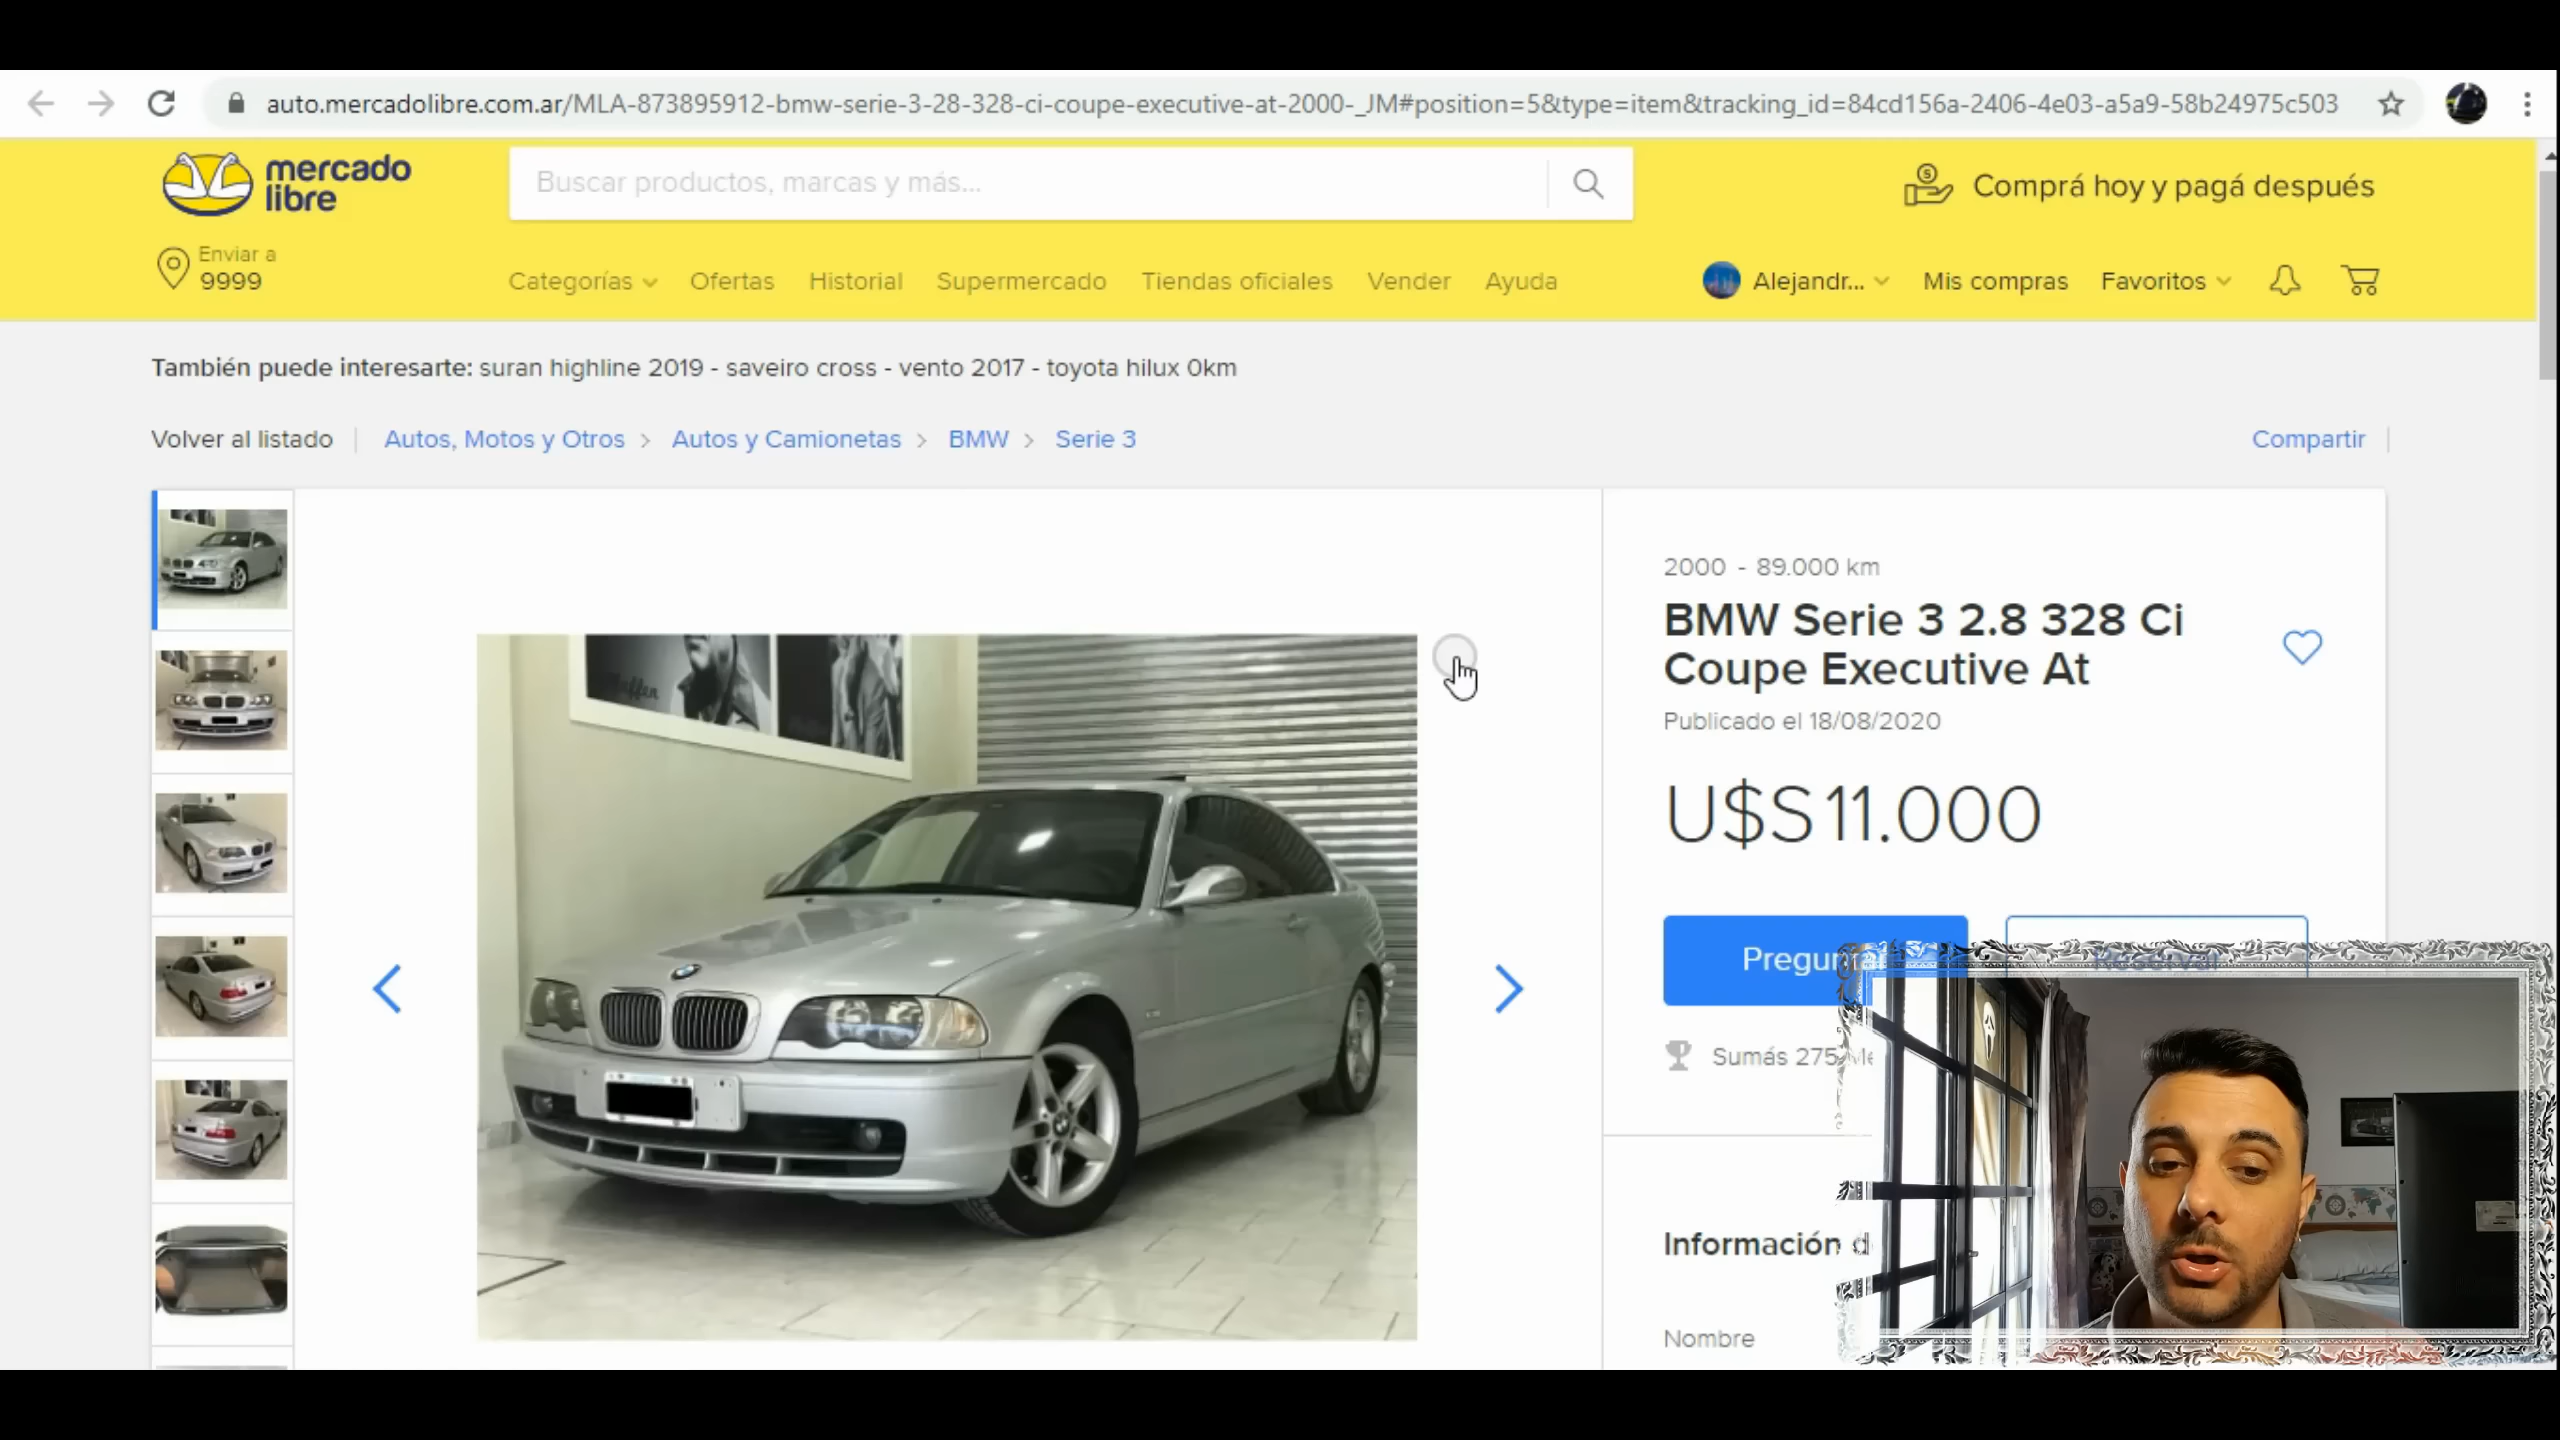 auto.mercadolibre.com.ar/MLA-873895912-bmw-serie-3-28-328-ci-coupe-executive-at-2000-_JM#position=5&type=item&tracking_id=84cd156a-2406-4e03-a5a9-58b24975c503
mercado
libre
Buscar productos, marcas y más...
Comprá hoy y pagá después
Enviar a
9999
Categorías Ofertas Historial Supermercado Tiendas oficiales Vender Ayuda
Alejandr... Mis compras Favoritos
También puede interesarte: suran highline 2019 - saveiro cross - vento 2017 - toyota hilux 0km
Volver al listado Autos, Motos y Otros > Autos y Camionetas > BMW > Serie 3
Compartir
2000 - 89.000 km
BMW Serie 3 2.8 328 Ci
Coupe Executive At
Publicado el 18/08/2020
U$S 11.000
Preguntar
Sumás 275
Información
Nombre